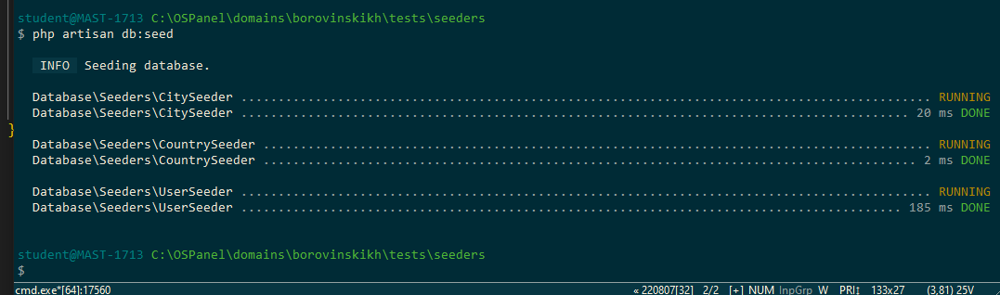 student@MAST-1713 C:\OSPanel\domains\borovinskikh\tests\seeders
$ php artisan db:seed
INFO Seeding database.
Database\Seeders\CitySeeder ............................................................................................. RUNNING
Database\Seeders\CitySeeder .......................................................................................... 20 ms DONE
Database\Seeders\CountrySeeder .......................................................................................... RUNNING
Database\Seeders\CountrySeeder ........................................................................................ 2 ms DONE
Database\Seeders\UserSeeder ............................................................................................. RUNNING
Database\Seeders\UserSeeder ......................................................................................... 185 ms DONE
}
student@MAST-1713 C:\OSPanel\domains\borovinskikh\tests\seeders
$
cmd.exe*[64]:17560 « 220807[32] 2/2 [+] NUM InpGrp W PRI↕ 133x27 (3,81) 25V